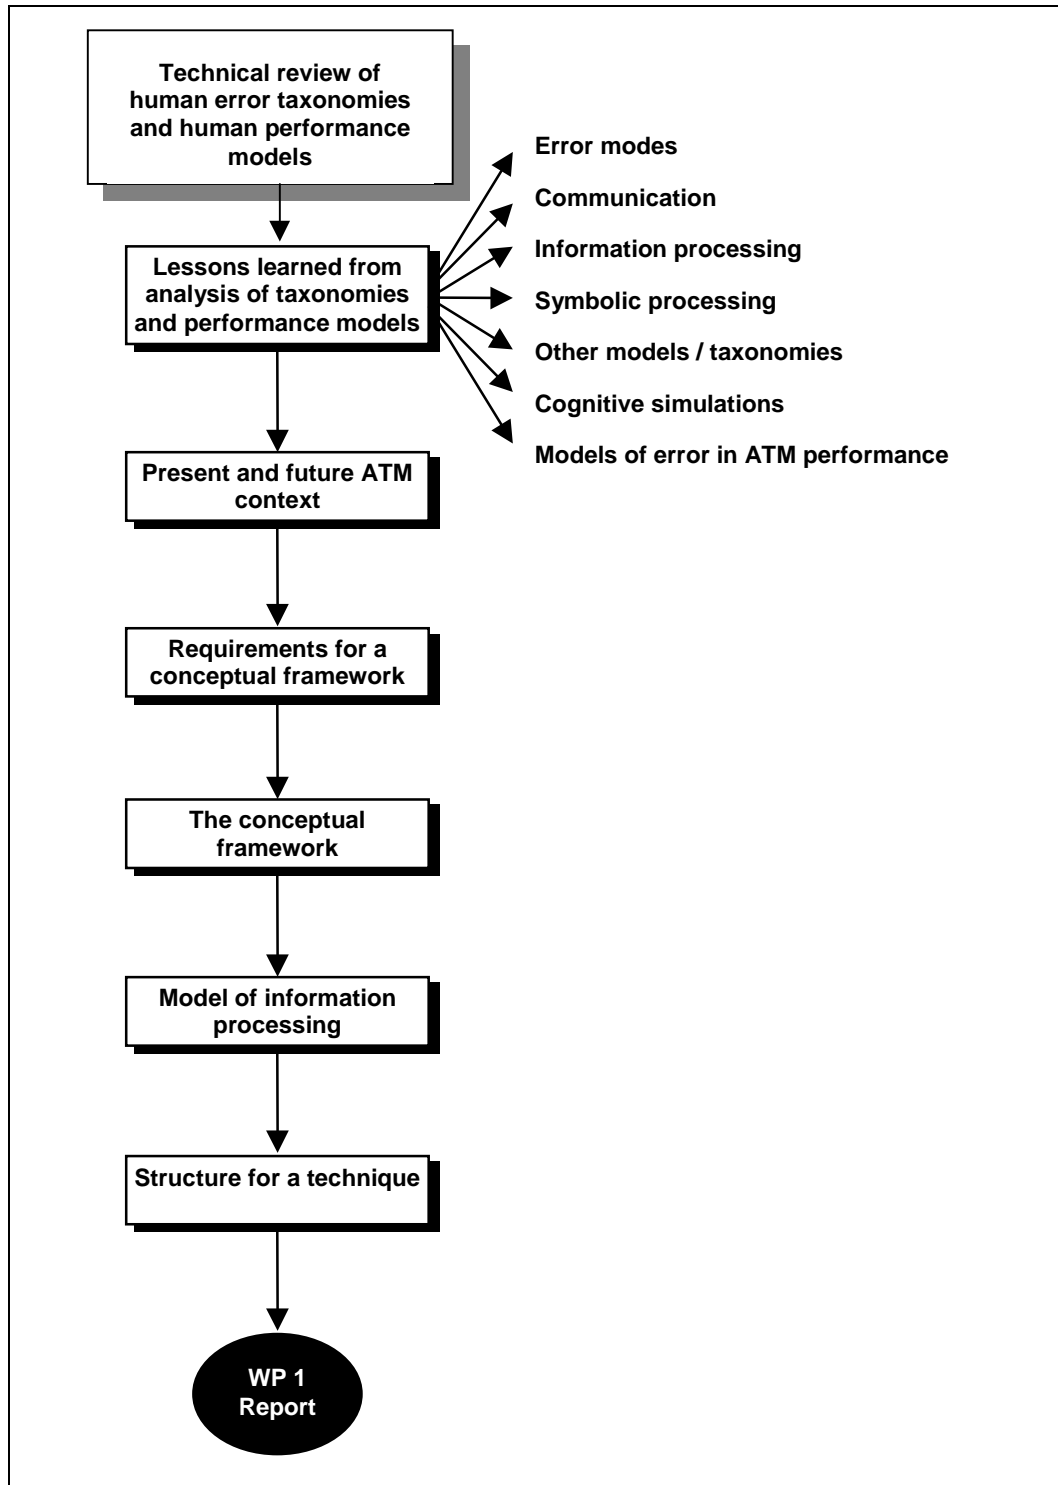 Technical review of
human error taxonomies
and human performance
models
Lessons learned from
analysis of taxonomies
and performance models
Error modes
Communication
Information processing
Symbolic processing
Other models / taxonomies
Cognitive simulations
Models of error in ATM performance
Present and future ATM
context
Requirements for a
conceptual framework
The conceptual
framework
Model of information
processing
Structure for a technique
WP 1
Report